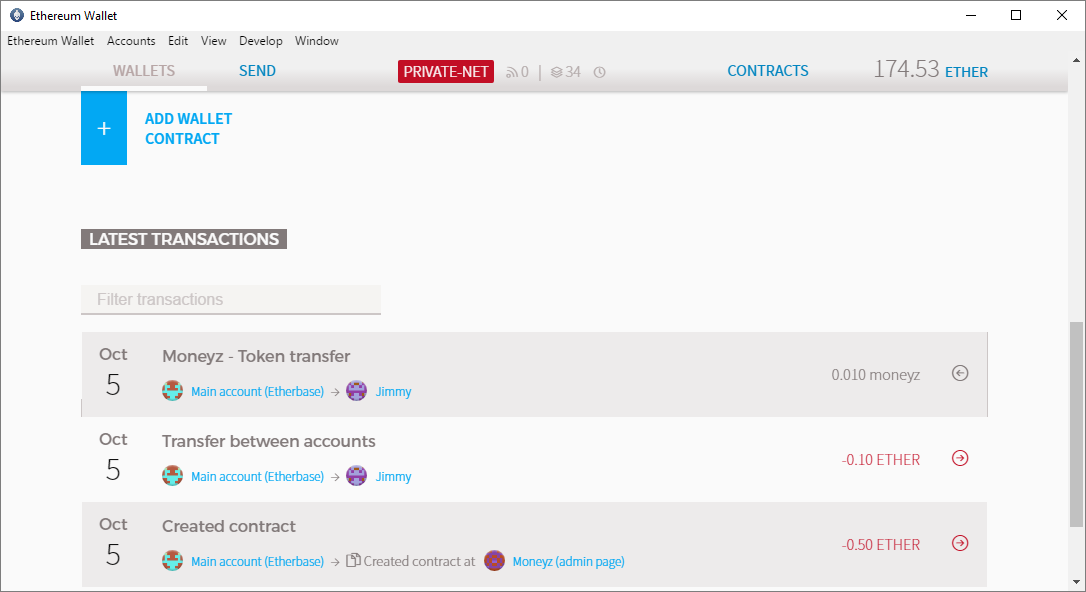 Ethereum Wallet
Ethereum Wallet Accounts Edit View Develop Window
WALLETS SEND PRIVATE-NET 0 | 34 CONTRACTS 174.53 ETHER
+ ADD WALLET
CONTRACT
LATEST TRANSACTIONS
Filter transactions
Oct
5
Moneyz - Token transfer
Main account (Etherbase) → Jimmy
0.010 moneyz
Oct
5
Transfer between accounts
Main account (Etherbase) → Jimmy
-0.10 ETHER
Oct
5
Created contract
Main account (Etherbase) → Created contract at Moneyz (admin page)
-0.50 ETHER